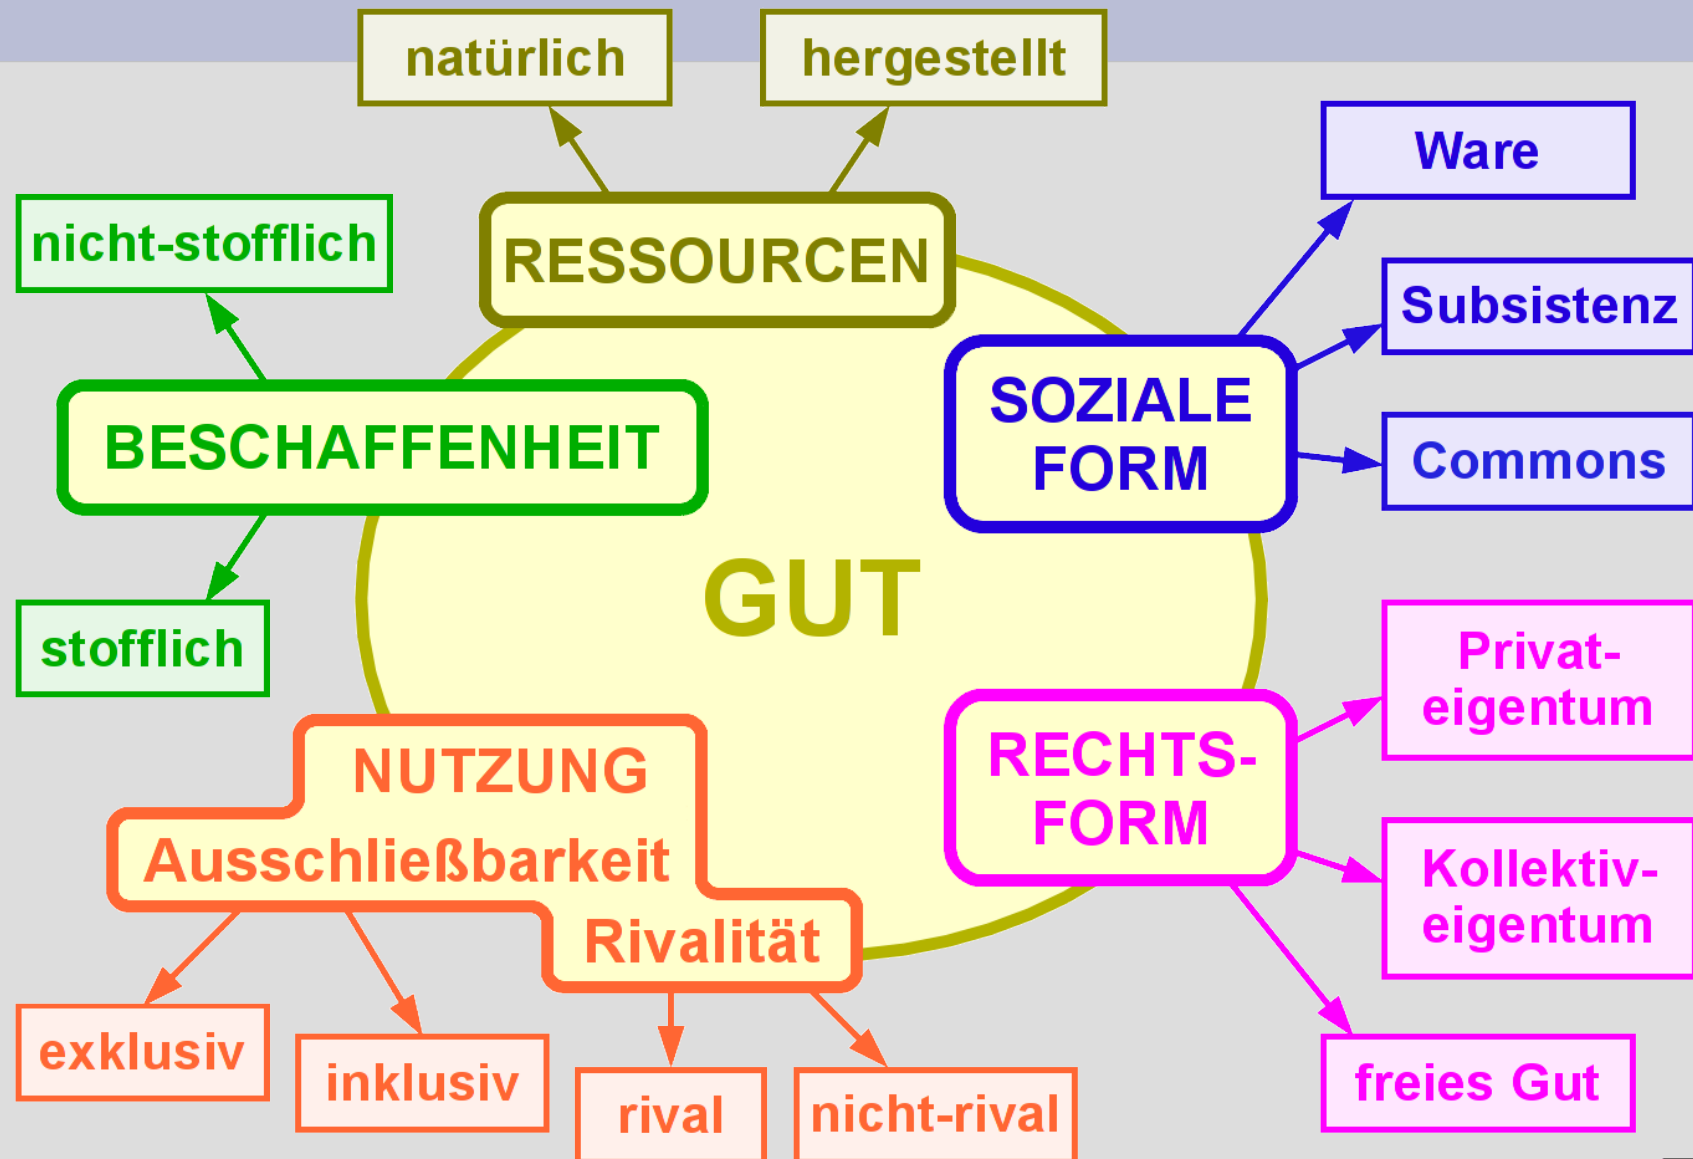 natürlich
hergestellt
Ware
nicht-stofflich
RESSOURCEN
Subsistenz
SOZIALE
FORM
BESCHAFFENHEIT
Commons
GUT
stofflich
Privat-
eigentum
NUTZUNG
Ausschließbarkeit
Rivalität
RECHTS-
FORM
Kollektiv-
eigentum
exklusiv
inklusiv
rival
nicht-rival
freies Gut